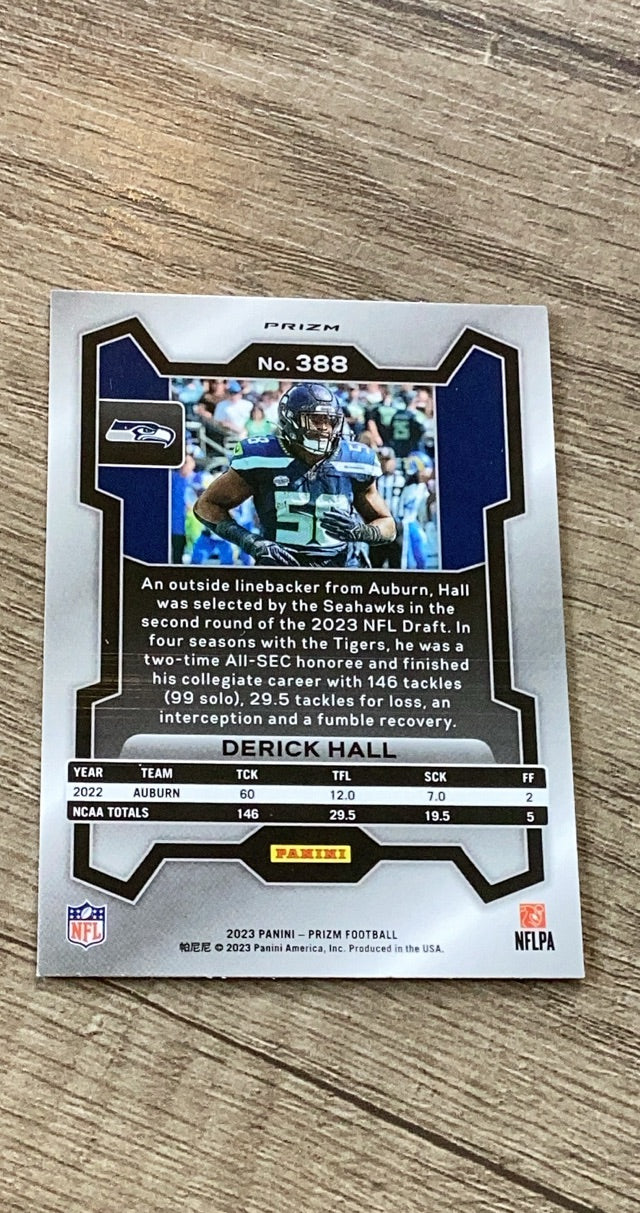 PRIZM
No. 388
58
An outside linebacker from Auburn, Hall
was selected by the Seahawks in the
second round of the 2023 NFL Draft. In
four seasons with the Tigers, he was a
two-time All-SEC honoree and finished
his collegiate career with 146 tackles
(99 solo), 29.5 tackles for loss, an
interception and a fumble recovery.
DERICK HALL
YEAR TEAM TCK TFL SCK FF
2022 AUBURN 60 12.0 7.0 2
NCAA TOTALS 146 29.5 19.5 5
PANINI
NFL
NFLPA
2023 PANINI – PRIZM FOOTBALL
帕尼尼 © 2023 Panini America, Inc. Produced in the USA.